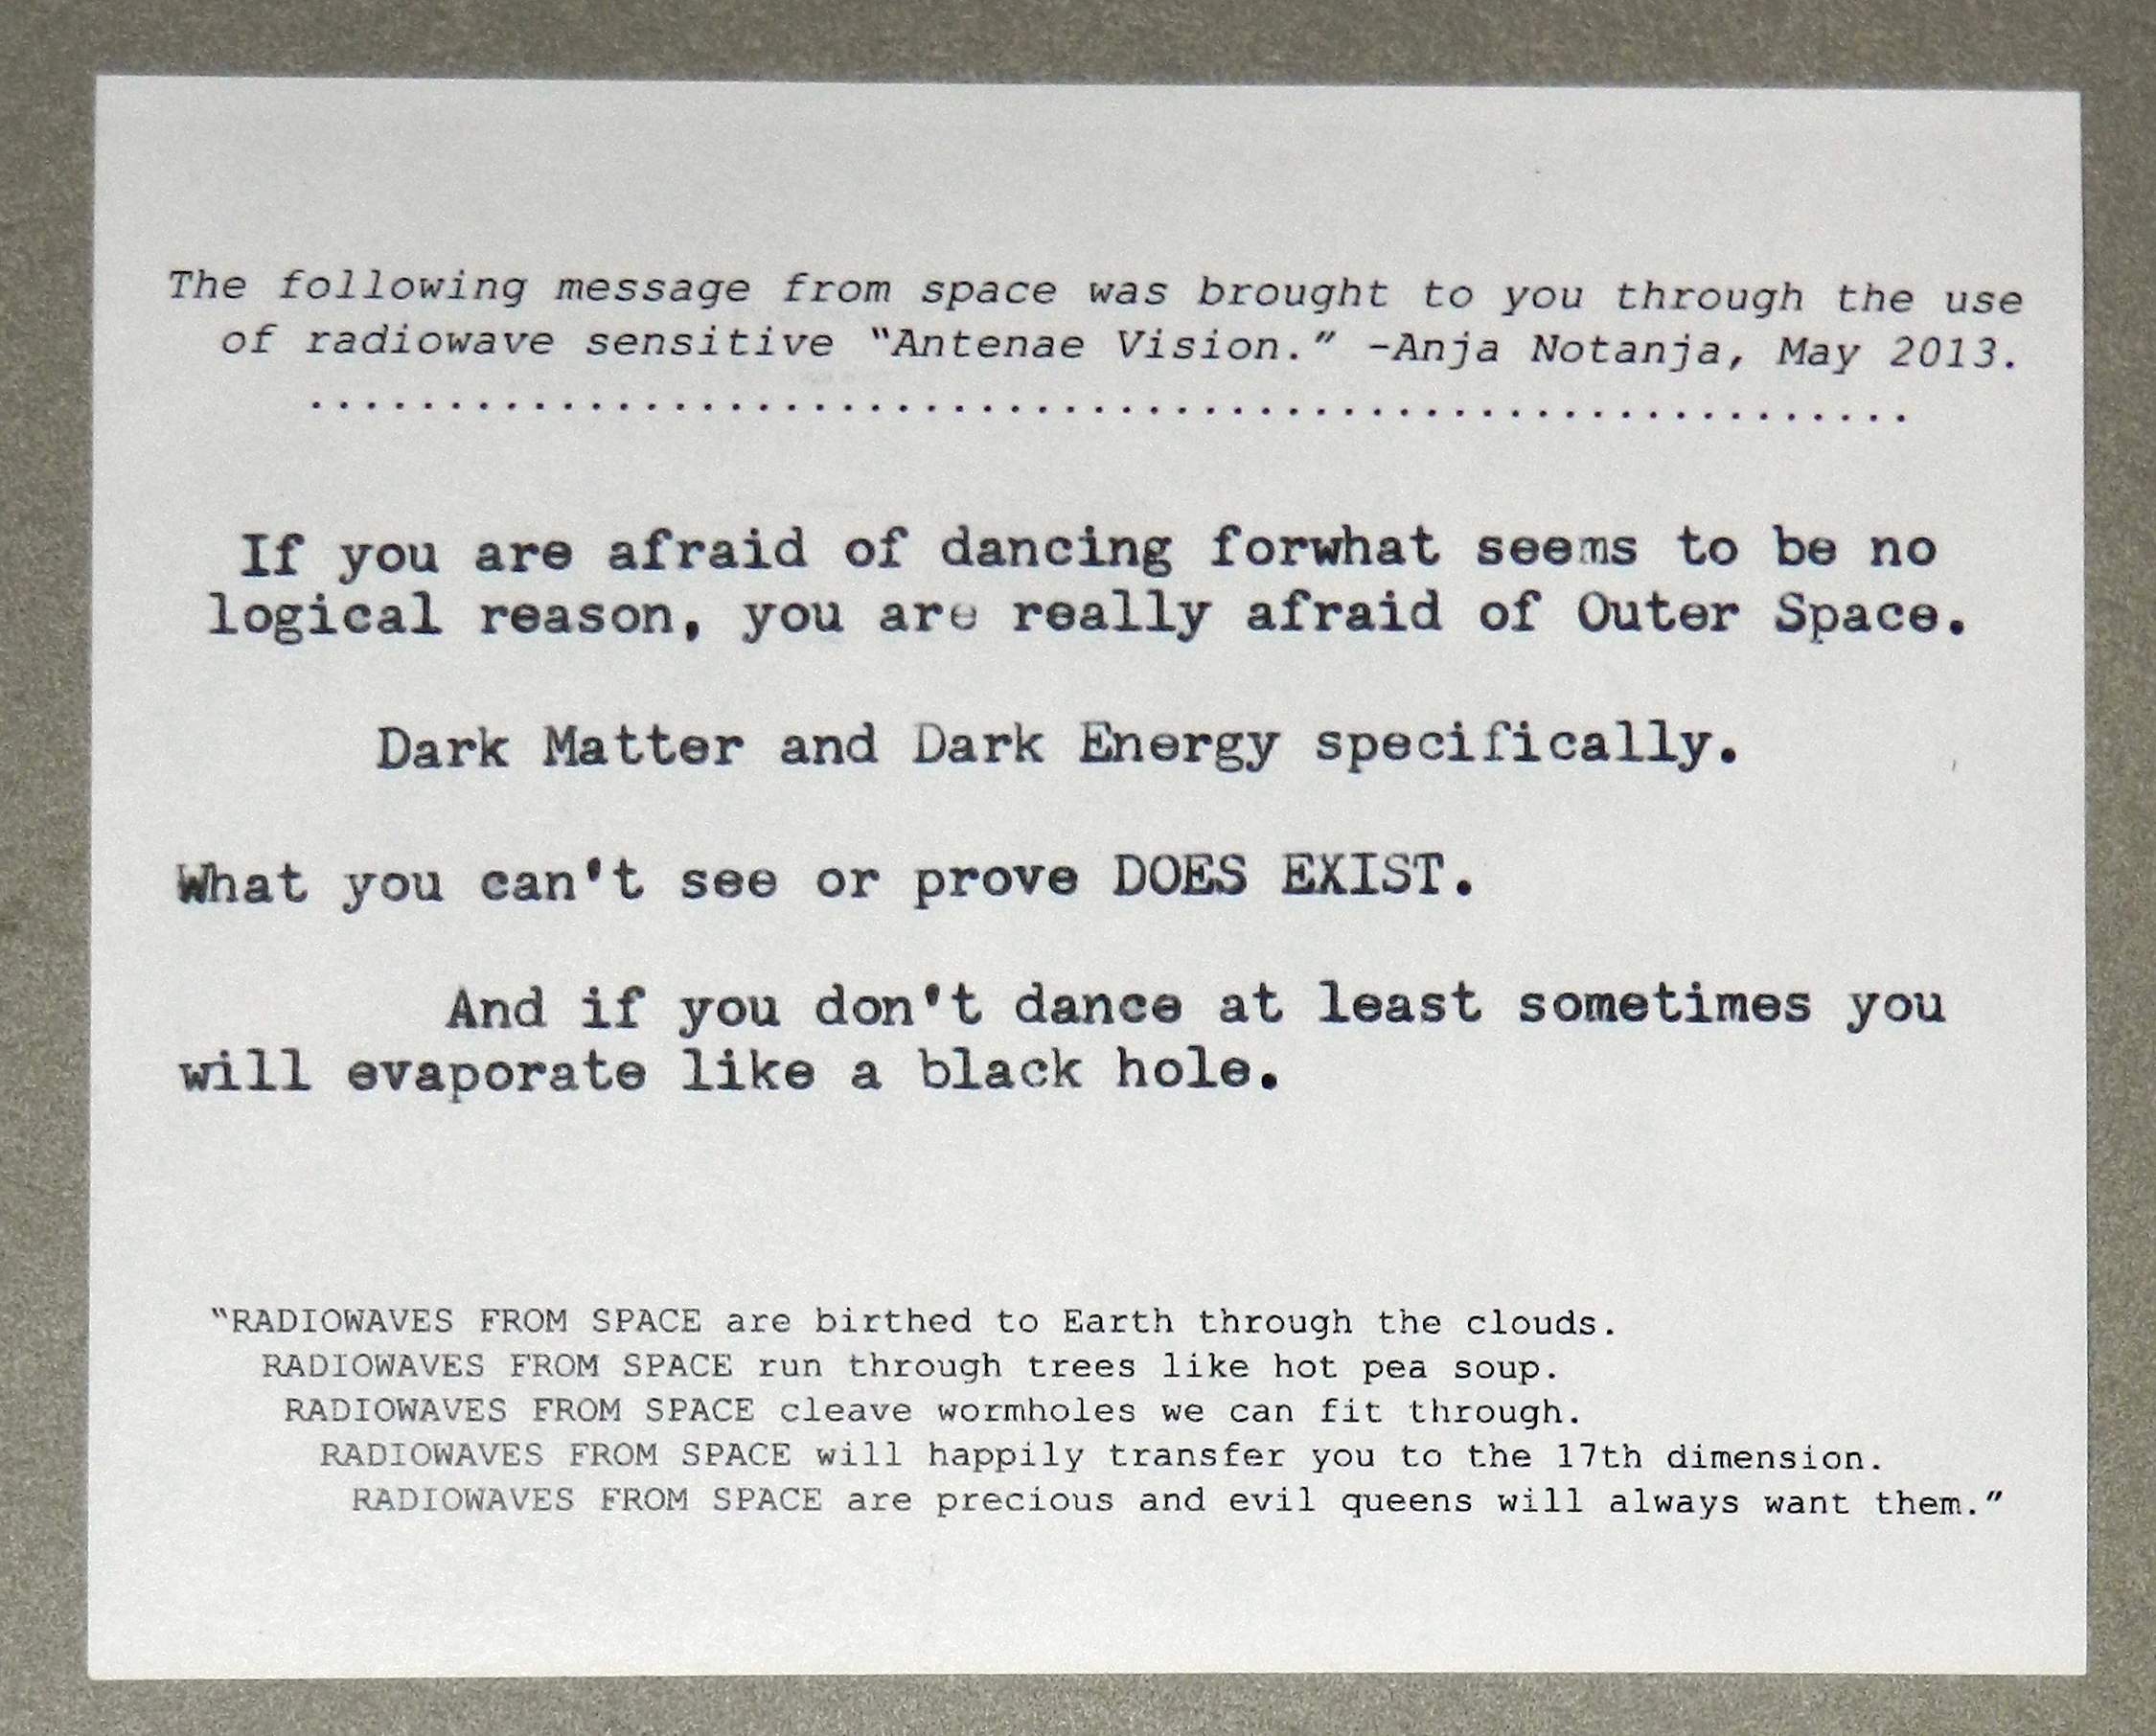 The following message from space was brought to you through the use
of radiowave sensitive “Antenae Vision.” -Anja Notanja, May 2013.
..........................................................
If you are afraid of dancing forwhat seems to be no
logical reason, you are really afraid of Outer Space.
Dark Matter and Dark Energy specifically.
What you can't see or prove DOES EXIST.
And if you don't dance at least sometimes you
will evaporate like a black hole.
“RADIOWAVES FROM SPACE are birthed to Earth through the clouds.
RADIOWAVES FROM SPACE run through trees like hot pea soup.
RADIOWAVES FROM SPACE cleave wormholes we can fit through.
RADIOWAVES FROM SPACE will happily transfer you to the 17th dimension.
RADIOWAVES FROM SPACE are precious and evil queens will always want them.”